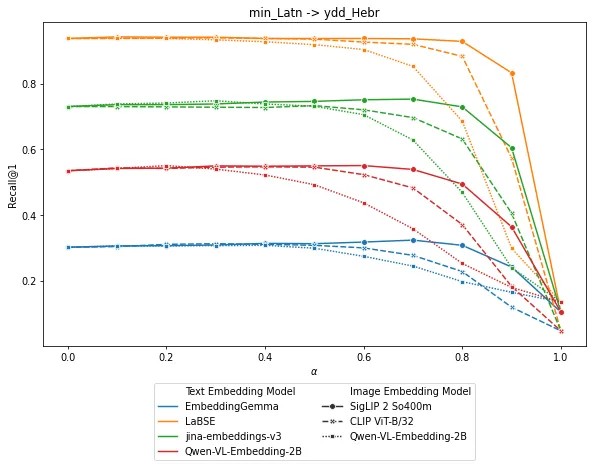 min_Latn -> ydd_Hebr
Recall@1
0.8
0.6
0.4
0.2
0.0 0.2 0.4 0.6 0.8 1.0
α
Text Embedding Model
EmbeddingGemma
LaBSE
jina-embeddings-v3
Qwen-VL-Embedding-2B
Image Embedding Model
SigLIP 2 So400m
CLIP ViT-B/32
Qwen-VL-Embedding-2B